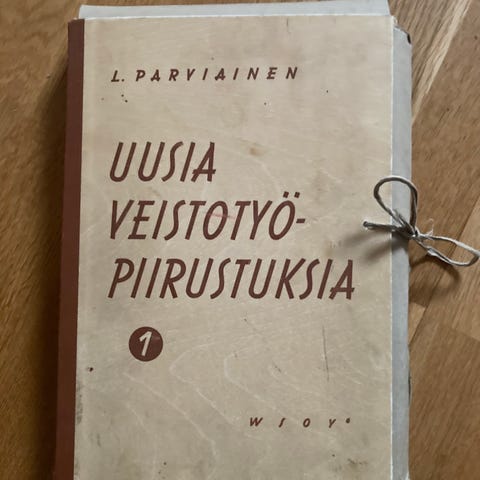 L. PARVIAINEN
UUSIA
VEISTOTYÖ-
PIIRUSTUKSIA
1
WSOY